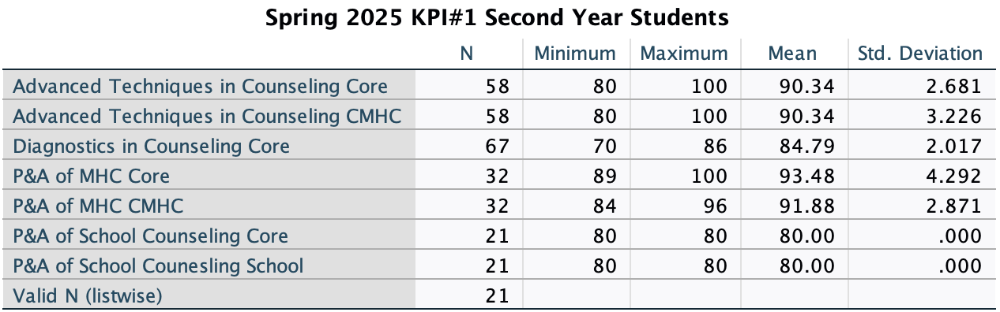 Spring 2025 KPI#1 Second Year Students
N Minimum Maximum Mean Std. Deviation
Advanced Techniques in Counseling Core 58 80 100 90.34 2.681
Advanced Techniques in Counseling CMHC 58 80 100 90.34 3.226
Diagnostics in Counseling Core 67 70 86 84.79 2.017
P&A of MHC Core 32 89 100 93.48 4.292
P&A of MHC CMHC 32 84 96 91.88 2.871
P&A of School Counseling Core 21 80 80 80.00 .000
P&A of School Counesling School 21 80 80 80.00 .000
Valid N (listwise) 21